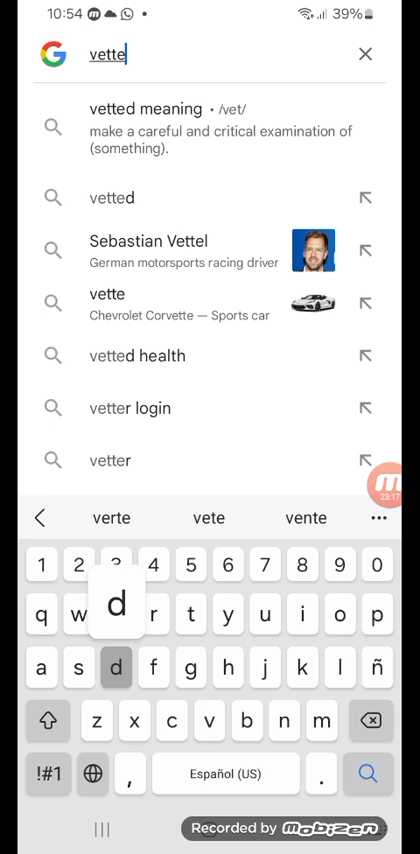 10:54 39%
vette
vetted meaning • /vet/
make a careful and critical examination of
(something).
vetted
Sebastian Vettel
German motorsports racing driver
vette
Chevrolet Corvette — Sports car
vetted health
vetter login
vetter
23:17
verte vete vente •••
1 2 3 4 5 6 7 8 9 0
d
q w r t y u i o p
a s d f g h j k l ñ
z x c v b n m
!#1 , Español (US) .
Recorded by mobizen